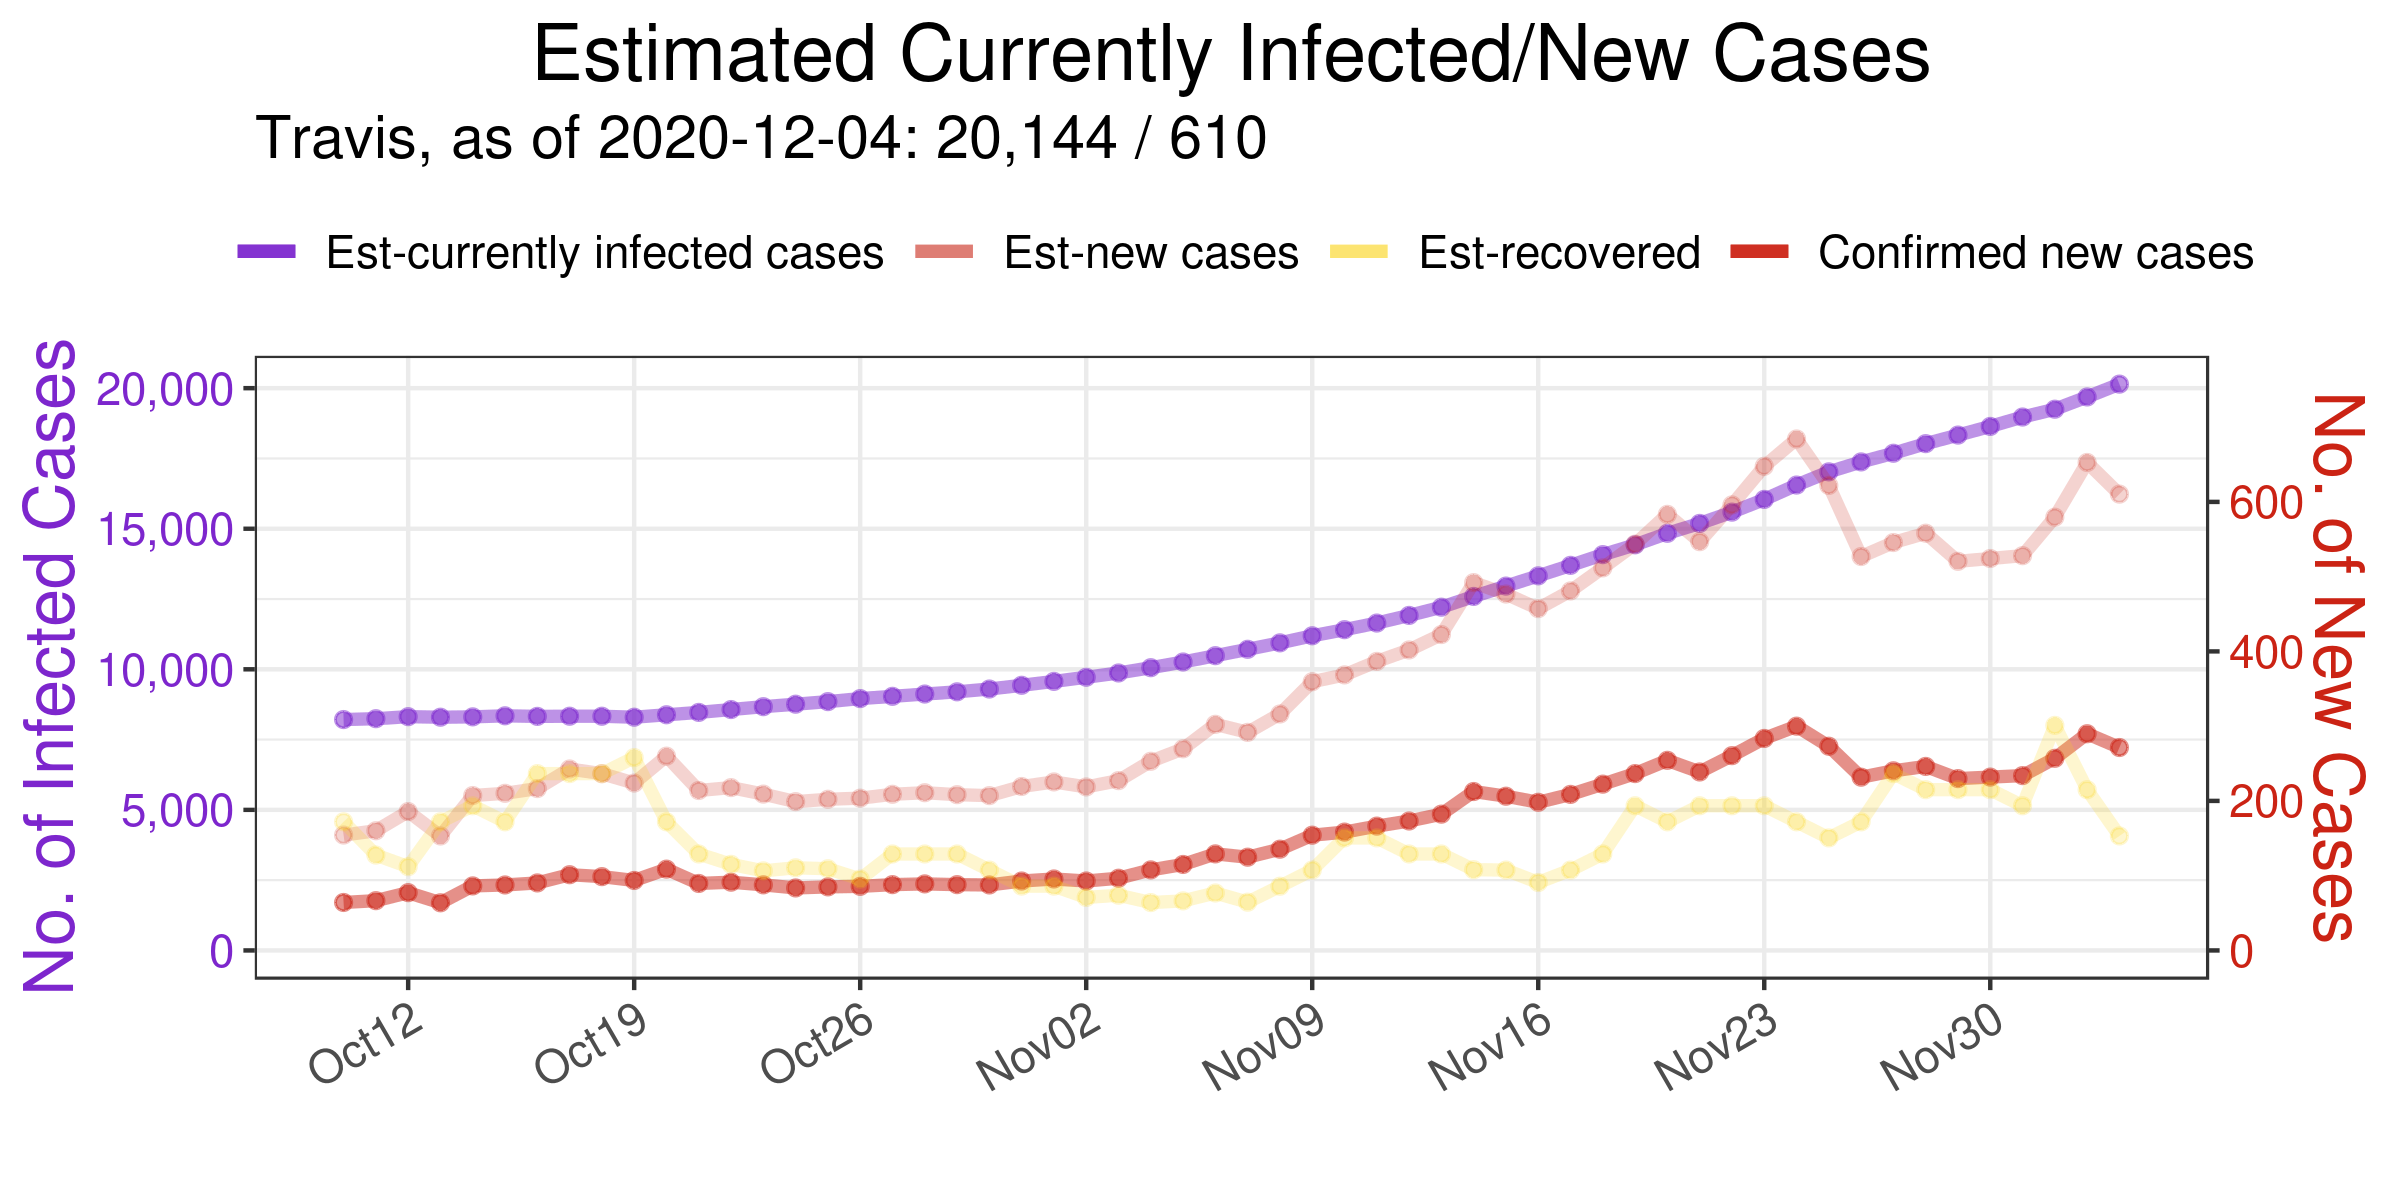 Estimated Currently Infected/New Cases
Travis, as of 2020-12-04: 20,144 / 610
Est-currently infected cases Est-new cases Est-recovered Confirmed new cases
No. of Infected Cases
20,000
15,000
10,000
5,000
0
600
400
200
0
No. of New Cases
Oct12 Oct19 Oct26 Nov02 Nov09 Nov16 Nov23 Nov30